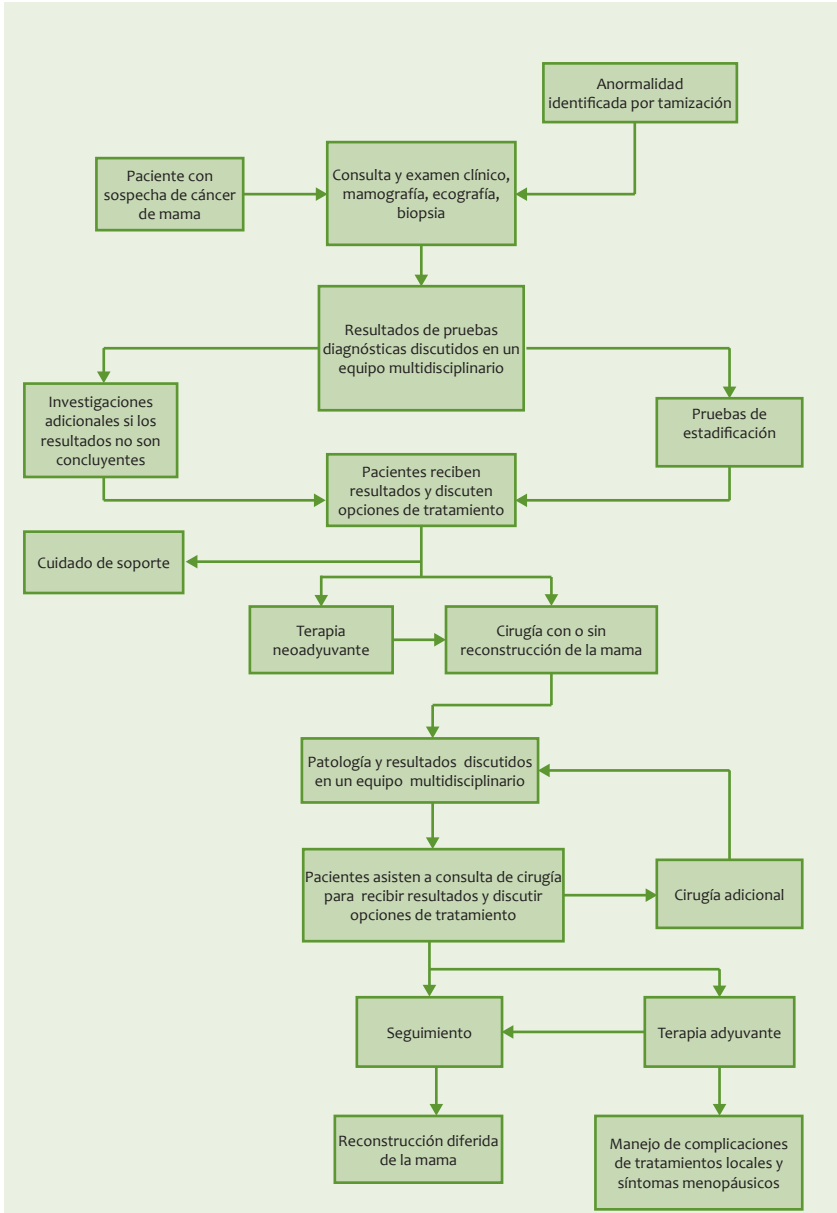 Anormalidad
identificada por tamización
Paciente con
sospecha de cáncer
de mama
Consulta y examen clínico,
mamografía, ecografía,
biopsia
Resultados de pruebas
diagnósticas discutidos en un
equipo multidisciplinario
Investigaciones
adicionales si los
resultados no son
concluyentes
Pruebas de
estadificación
Pacientes reciben
resultados y discuten
opciones de tratamiento
Cuidado de soporte
Terapia
neoadyuvante
Cirugía con o sin
reconstrucción de la mama
Patología y resultados discutidos
en un equipo multidisciplinario
Pacientes asisten a consulta de cirugía
para recibir resultados y discutir
opciones de tratamiento
Cirugía adicional
Seguimiento
Terapia adyuvante
Reconstrucción diferida
de la mama
Manejo de complicaciones
de tratamientos locales y
síntomas menopáusicos